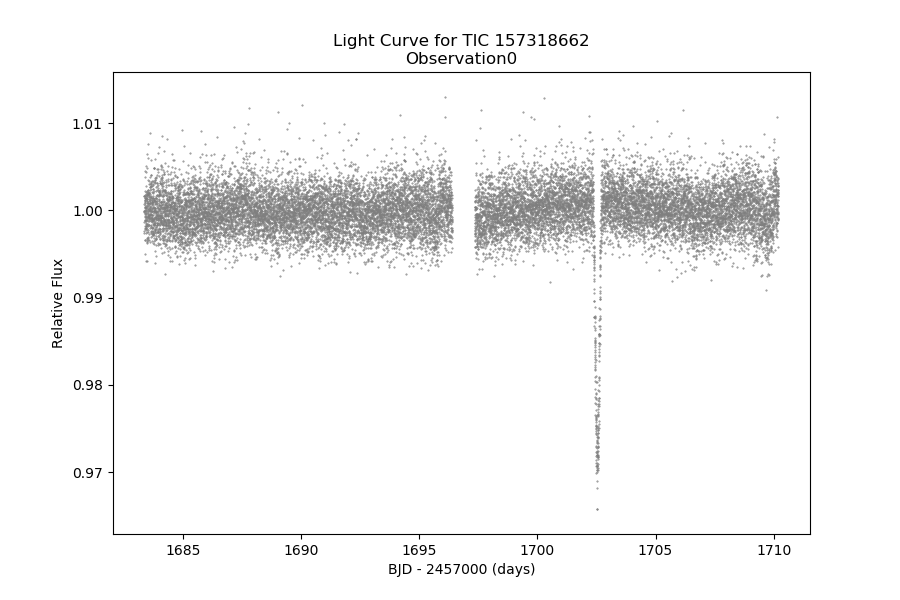 Light Curve for TIC 157318662
Observation0
1.01
1.00
0.99
0.98
0.97
Relative Flux
1685 1690 1695 1700 1705 1710
BJD - 2457000 (days)